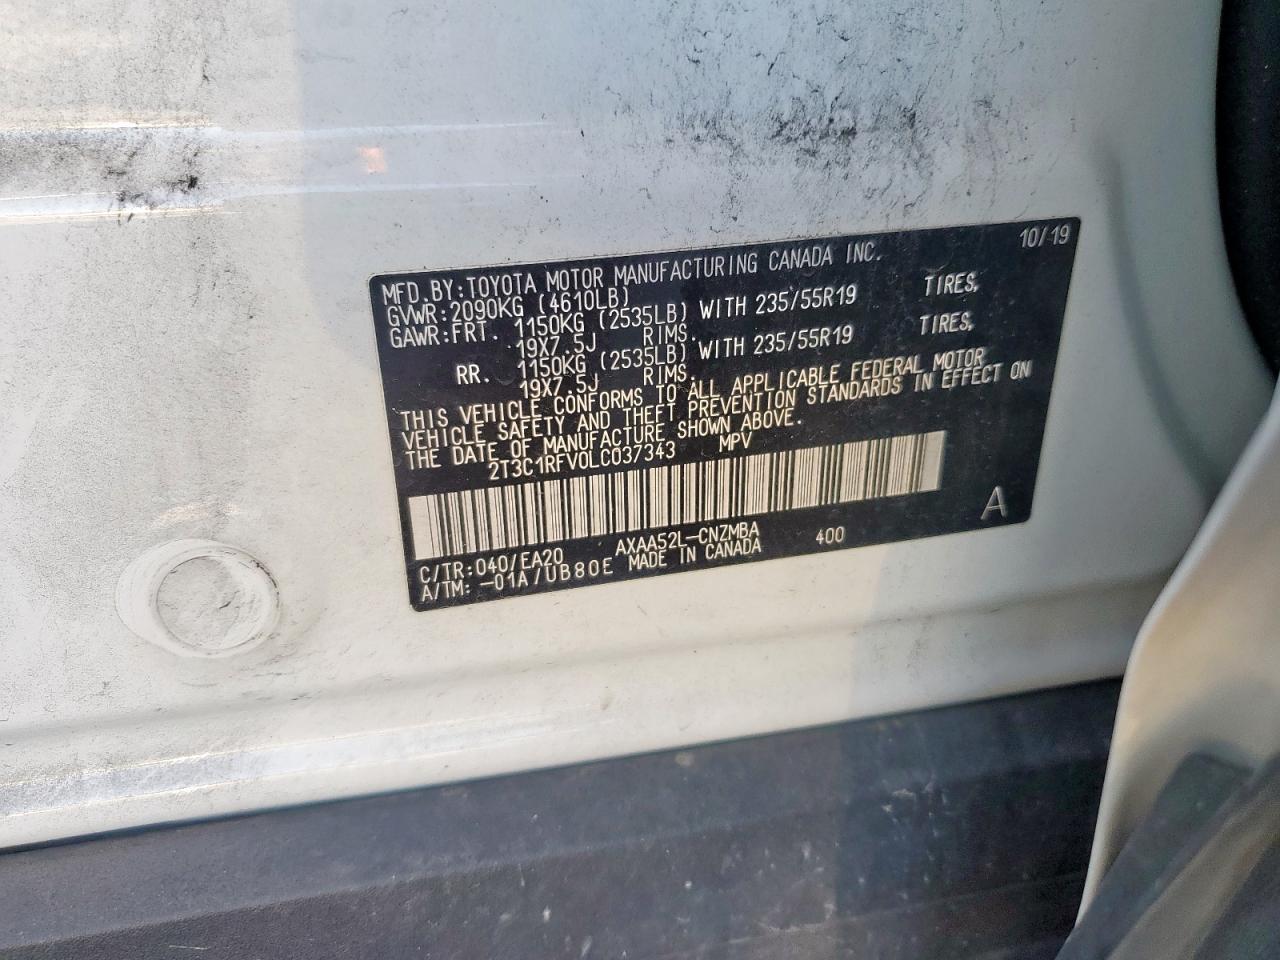 MFD.BY:TOYOTA MOTOR MANUFACTURING CANADA INC. 10/19
GVWR:2090KG (4610LB)
GAWR:FRT. 1150KG (2535LB) WITH 235/55R19 TIRES,
19X7.5J RIMS.
RR. 1150KG (2535LB) WITH 235/55R19 TIRES,
19X7.5J RIMS.
THIS VEHICLE CONFORMS TO ALL APPLICABLE FEDERAL MOTOR
VEHICLE SAFETY AND THEFT PREVENTION STANDARDS IN EFFECT ON
THE DATE OF MANUFACTURE SHOWN ABOVE.
2T3C1RFV0LC037343 MPV
C/TR:040/EA20 AXAA52L-CNZMBA 400 A
A/TM:-01A/UB80E MADE IN CANADA